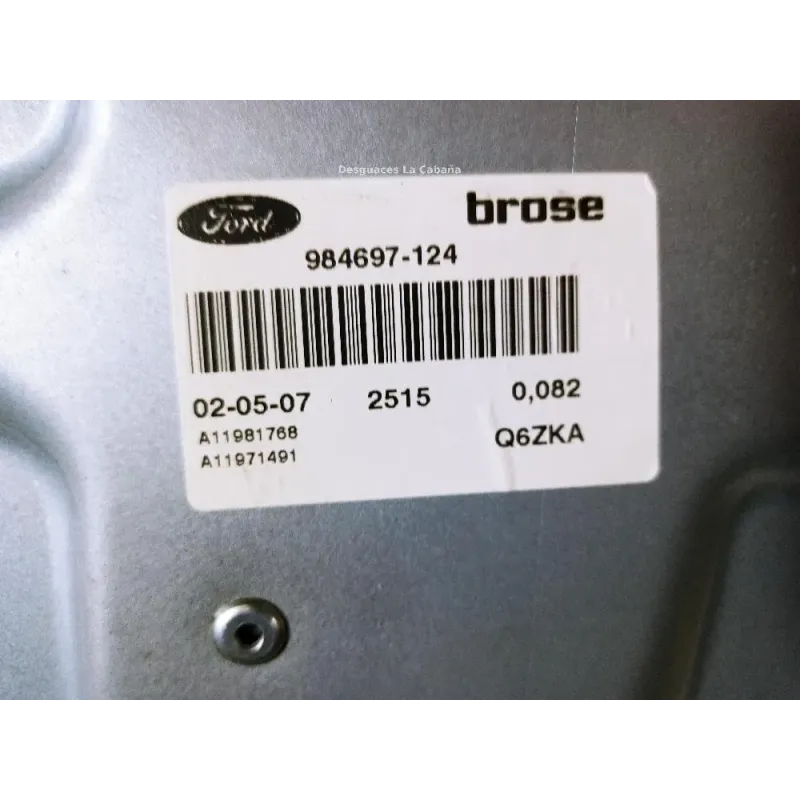 Desguaces La Cabaña
Ford
brose
984697-124
02-05-07 2515 0,082
A11981768
A11971491
Q6ZKA